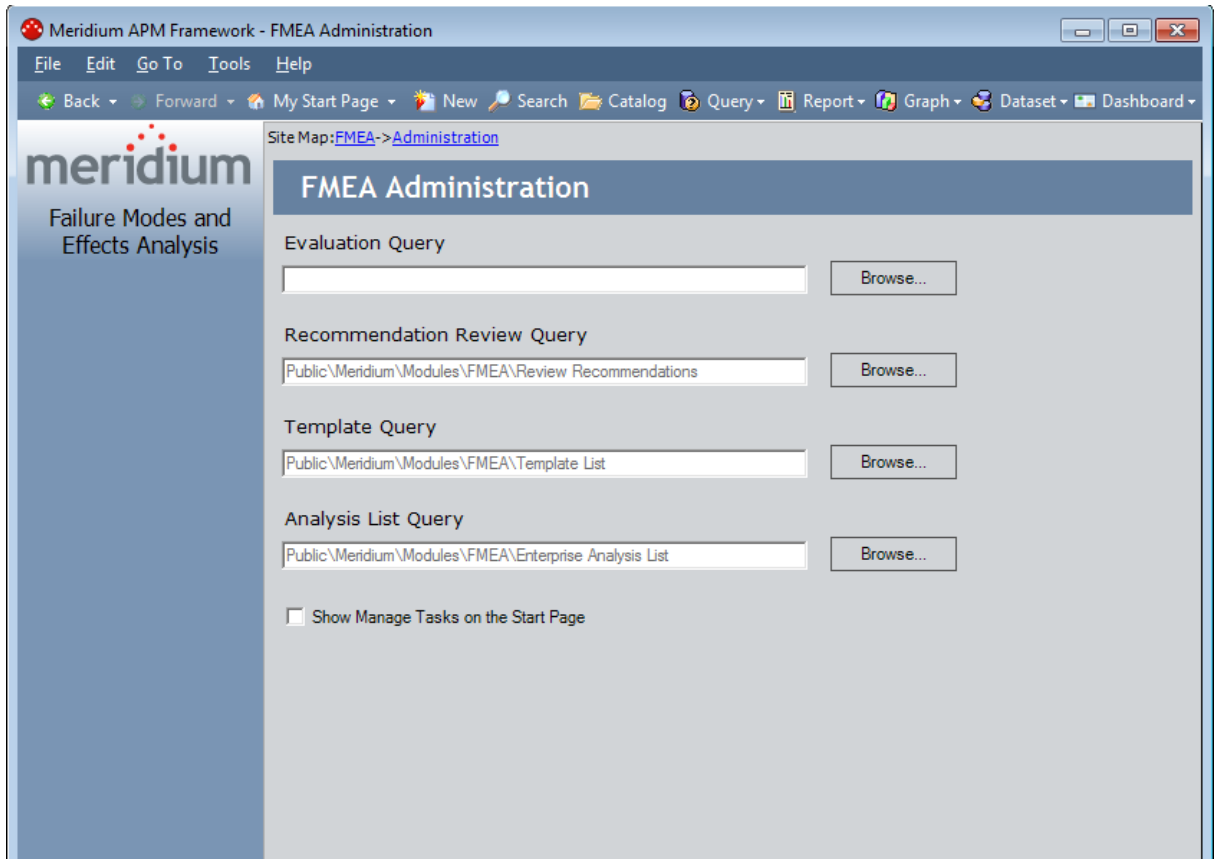 Meridium APM Framework - FMEA Administration
File Edit Go To Tools Help
Back Forward My Start Page New Search Catalog Query Report Graph Dataset Dashboard
meridium
Failure Modes and
Effects Analysis
Site Map:FMEA->Administration
FMEA Administration
Evaluation Query
Browse...
Recommendation Review Query
Public\Meridium\Modules\FMEA\Review Recommendations Browse...
Template Query
Public\Meridium\Modules\FMEA\Template List Browse...
Analysis List Query
Public\Meridium\Modules\FMEA\Enterprise Analysis List Browse...
Show Manage Tasks on the Start Page